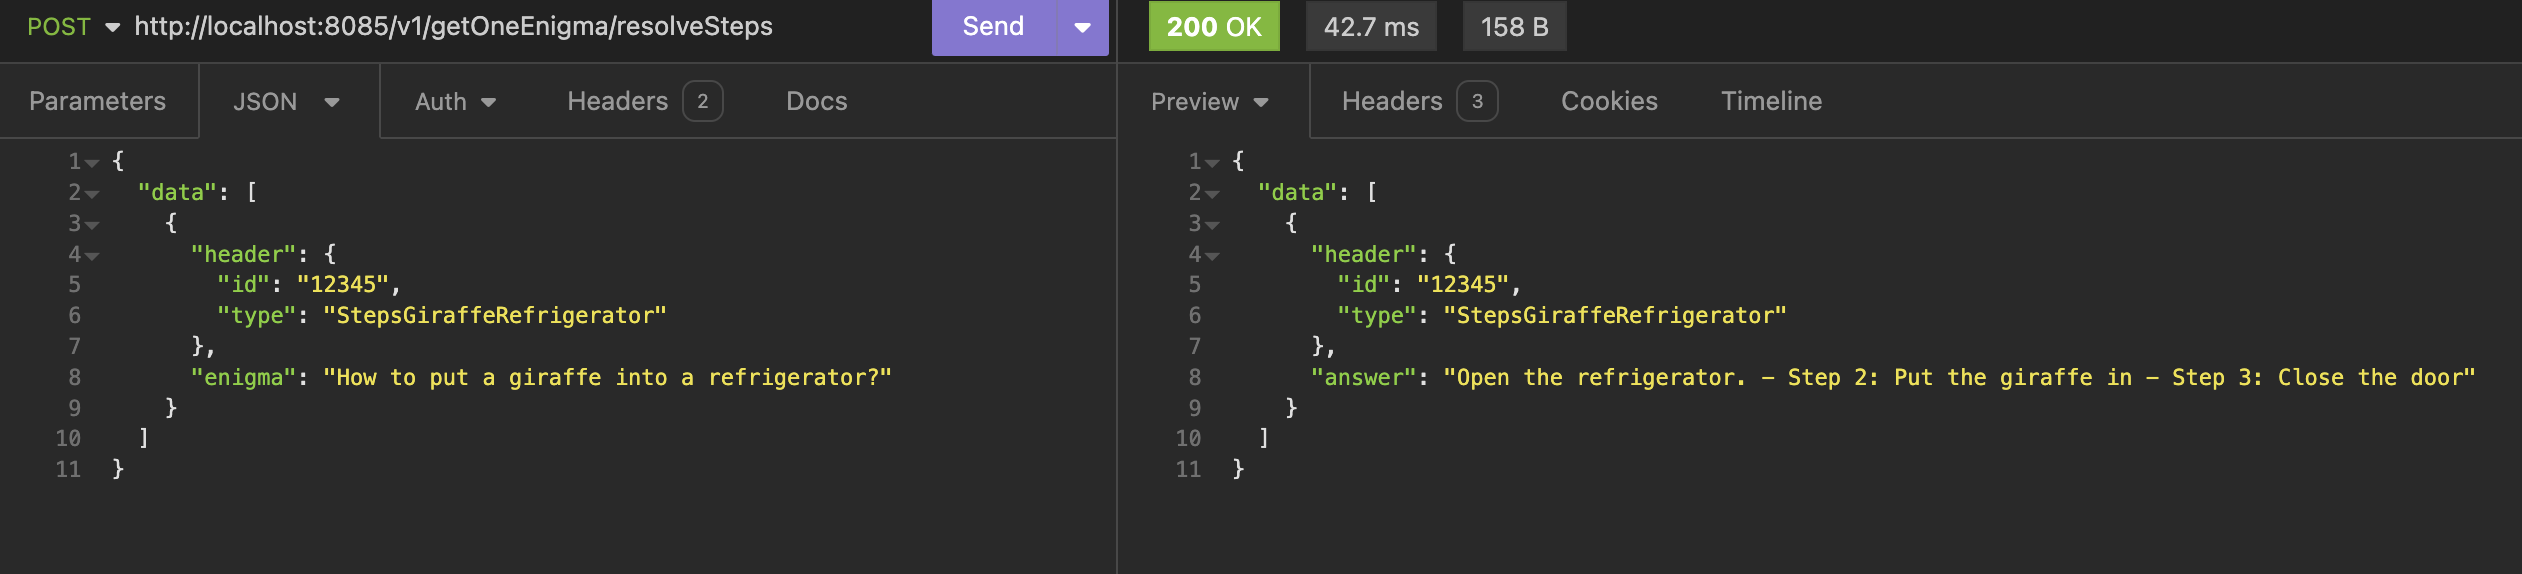 POST http://localhost:8085/v1/getOneEnigma/resolveSteps Send
Parameters JSON Auth Headers 2 Docs
1 {
2 "data": [
3 {
4 "header": {
5 "id": "12345",
6 "type": "StepsGiraffeRefrigerator"
7 },
8 "enigma": "How to put a giraffe into a refrigerator?"
9 }
10 ]
11 }
200 OK 42.7 ms 158 B
Preview Headers 3 Cookies Timeline
1 {
2 "data": [
3 {
4 "header": {
5 "id": "12345",
6 "type": "StepsGiraffeRefrigerator"
7 },
8 "answer": "Open the refrigerator. – Step 2: Put the giraffe in – Step 3: Close the door"
9 }
10 ]
11 }